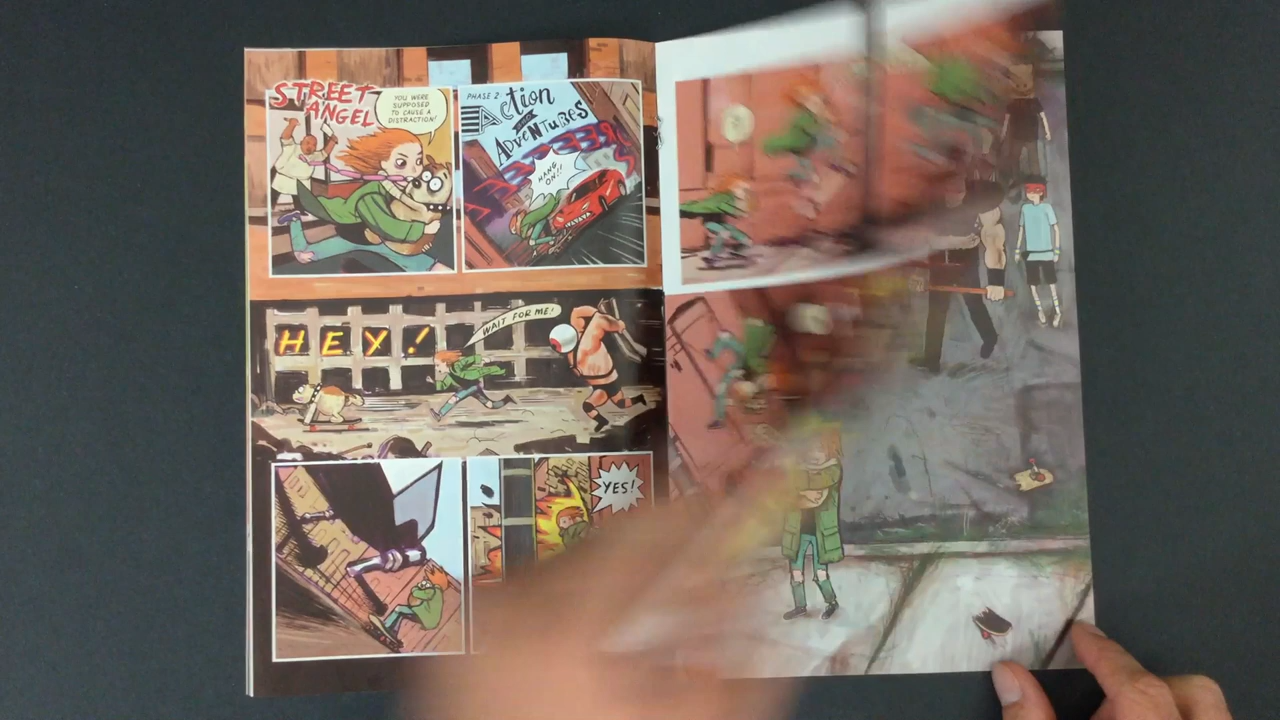 STREET
ANGEL
YOU WERE
SUPPOSED
TO CAUSE A
DISTRACTION!
PHASE 2:
Action
AND
AdveNTuREs
HANG
ON!!
HEY!
WAIT FOR ME!
YES!